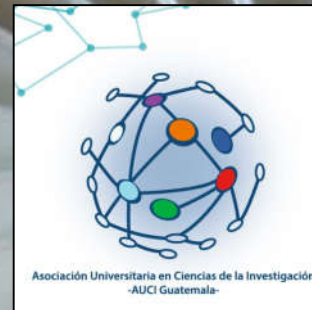 Asociación Universitaria en Ciencias de la Investigación
-AUCI Guatemala-